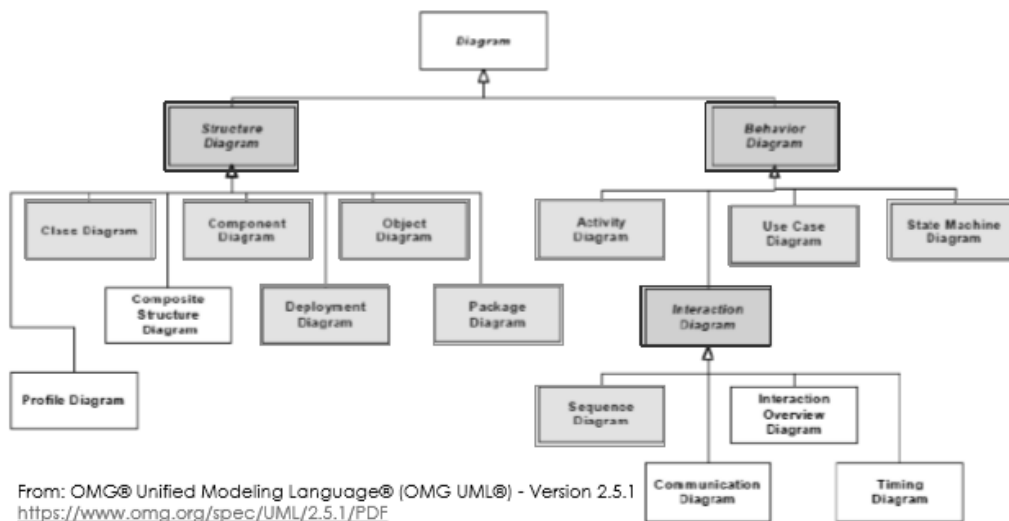 Diagram
Structure
Diagram
Behavior
Diagram
Class Diagram
Component
Diagram
Object
Diagram
Activity
Diagram
Use Case
Diagram
State Machine
Diagram
Composite
Structure
Diagram
Deployment
Diagram
Package
Diagram
Interaction
Diagram
Profile Diagram
Sequence
Diagram
Interaction
Overview
Diagram
Communication
Diagram
Timing
Diagram
From: OMG® Unified Modeling Language® (OMG UML®) - Version 2.5.1
https://www.omg.org/spec/UML/2.5.1/PDF